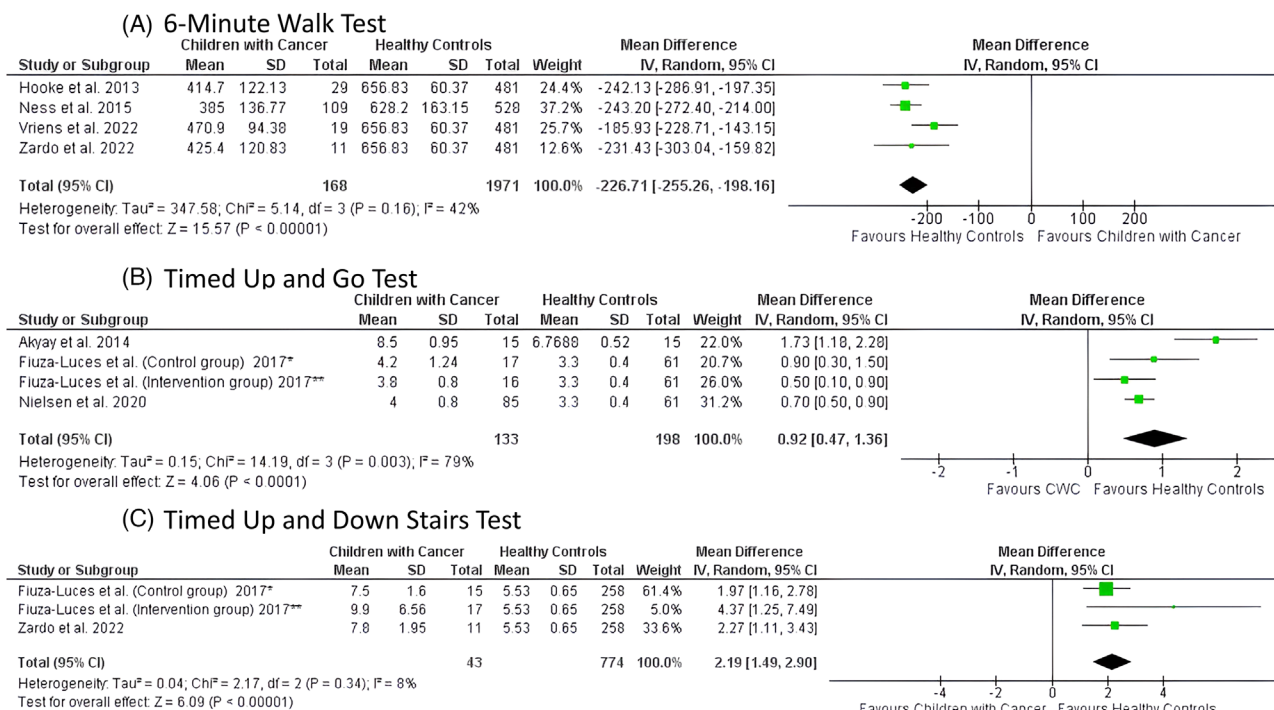 (A) 6-Minute Walk Test
Children with Cancer Healthy Controls Mean Difference Mean Difference
Study or Subgroup Mean SD Total Mean SD Total Weight IV, Random, 95% CI IV, Random, 95% CI
Hooke et al. 2013 414.7 122.13 29 656.83 60.37 481 24.4% -242.13 [-286.91, -197.35]
Ness et al. 2015 385 136.77 109 628.2 163.15 528 37.2% -243.20 [-272.40, -214.00]
Vriens et al. 2022 470.9 94.38 19 656.83 60.37 481 25.7% -185.93 [-228.71, -143.15]
Zardo et al. 2022 425.4 120.83 11 656.83 60.37 481 12.6% -231.43 [-303.04, -159.82]
Total (95% CI) 168 1971 100.0% -226.71 [-255.26, -198.16]
Heterogeneity: Tau² = 347.58; Chi² = 5.14, df = 3 (P = 0.16); I² = 42%
Test for overall effect: Z = 15.57 (P < 0.00001)
-200 -100 0 100 200
Favours Healthy Controls Favours Children with Cancer
(B) Timed Up and Go Test
Children with Cancer Healthy Controls Mean Difference Mean Difference
Study or Subgroup Mean SD Total Mean SD Total Weight IV, Random, 95% CI IV, Random, 95% CI
Akyay et al. 2014 8.5 0.95 15 6.7688 0.52 15 22.0% 1.73 [1.18, 2.28]
Fiuza-Luces et al. (Control group) 2017* 4.2 1.24 17 3.3 0.4 61 20.7% 0.90 [0.30, 1.50]
Fiuza-Luces et al. (Intervention group) 2017** 3.8 0.8 16 3.3 0.4 61 26.0% 0.50 [0.10, 0.90]
Nielsen et al. 2020 4 0.8 85 3.3 0.4 61 31.2% 0.70 [0.50, 0.90]
Total (95% CI) 133 198 100.0% 0.92 [0.47, 1.36]
Heterogeneity: Tau² = 0.15; Chi² = 14.19, df = 3 (P = 0.003); I² = 79%
Test for overall effect: Z = 4.06 (P < 0.0001)
-2 -1 0 1 2
Favours CWC Favours Healthy Controls
(C) Timed Up and Down Stairs Test
Children with Cancer Healthy Controls Mean Difference Mean Difference
Study or Subgroup Mean SD Total Mean SD Total Weight IV, Random, 95% CI IV, Random, 95% CI
Fiuza-Luces et al. (Control group) 2017* 7.5 1.6 15 5.53 0.65 258 61.4% 1.97 [1.16, 2.78]
Fiuza-Luces et al. (Intervention group) 2017** 9.9 6.56 17 5.53 0.65 258 5.0% 4.37 [1.25, 7.49]
Zardo et al. 2022 7.8 1.95 11 5.53 0.65 258 33.6% 2.27 [1.11, 3.43]
Total (95% CI) 43 774 100.0% 2.19 [1.49, 2.90]
Heterogeneity: Tau² = 0.04; Chi² = 2.17, df = 2 (P = 0.34); I² = 8%
Test for overall effect: Z = 6.09 (P < 0.00001)
-4 -2 0 2 4
Favours Children with Cancer Favours Healthy Controls